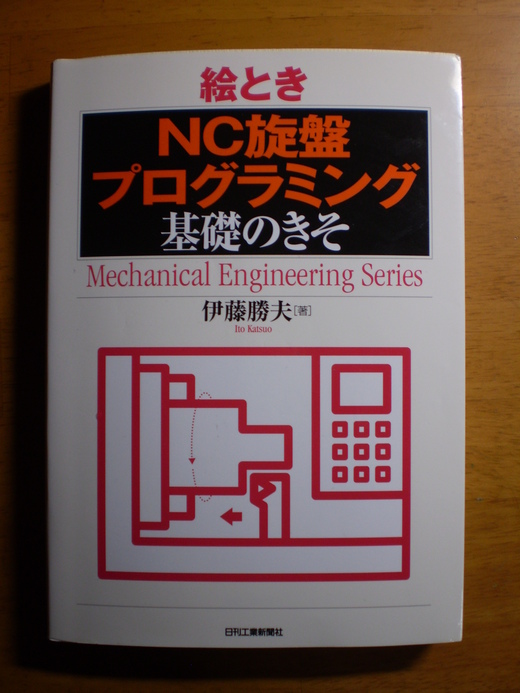 絵とき
NC旋盤
プログラミング
基礎のきそ
Mechanical Engineering Series
伊藤勝夫[著]
Ito Katsuo
日刊工業新聞社